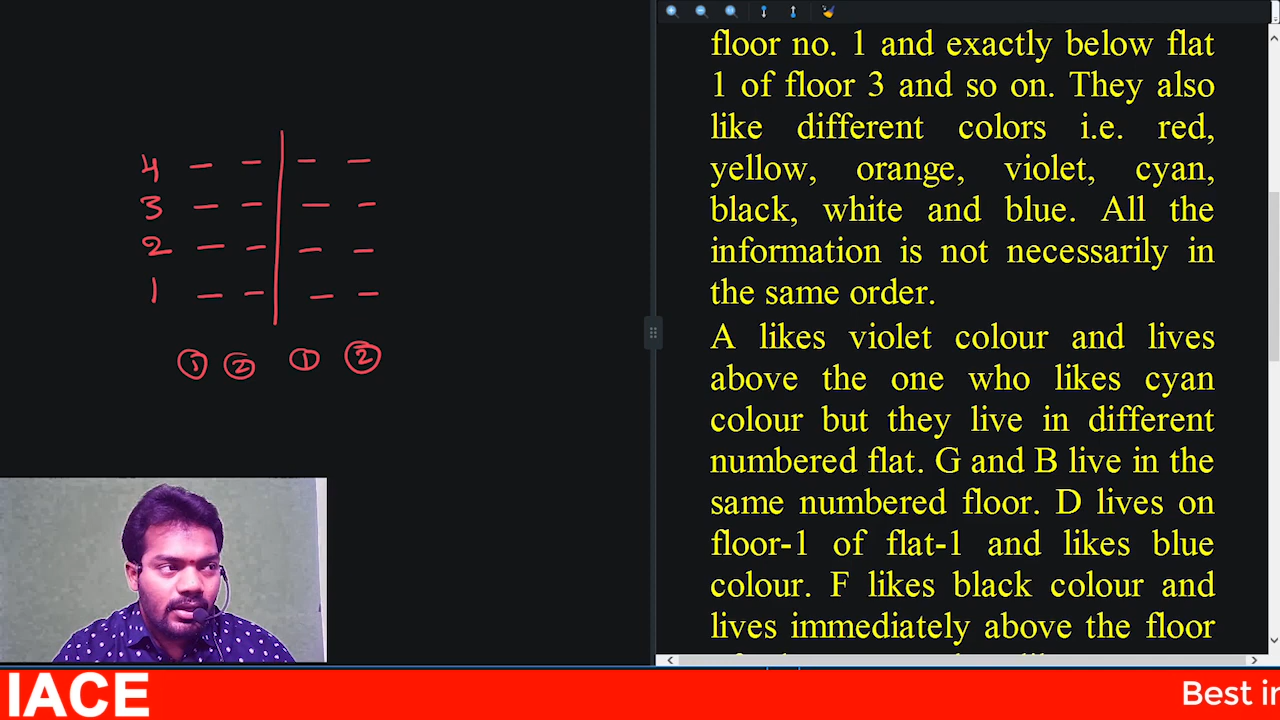 4 – – | – –
3 – – | – –
2 – – | – –
1 – – | – –
① ② ① ②
floor no. 1 and exactly below flat
1 of floor 3 and so on. They also
like different colors i.e. red,
yellow, orange, violet, cyan,
black, white and blue. All the
information is not necessarily in
the same order.
A likes violet colour and lives
above the one who likes cyan
colour but they live in different
numbered flat. G and B live in the
same numbered floor. D lives on
floor-1 of flat-1 and likes blue
colour. F likes black colour and
lives immediately above the floor
IACE
Best in